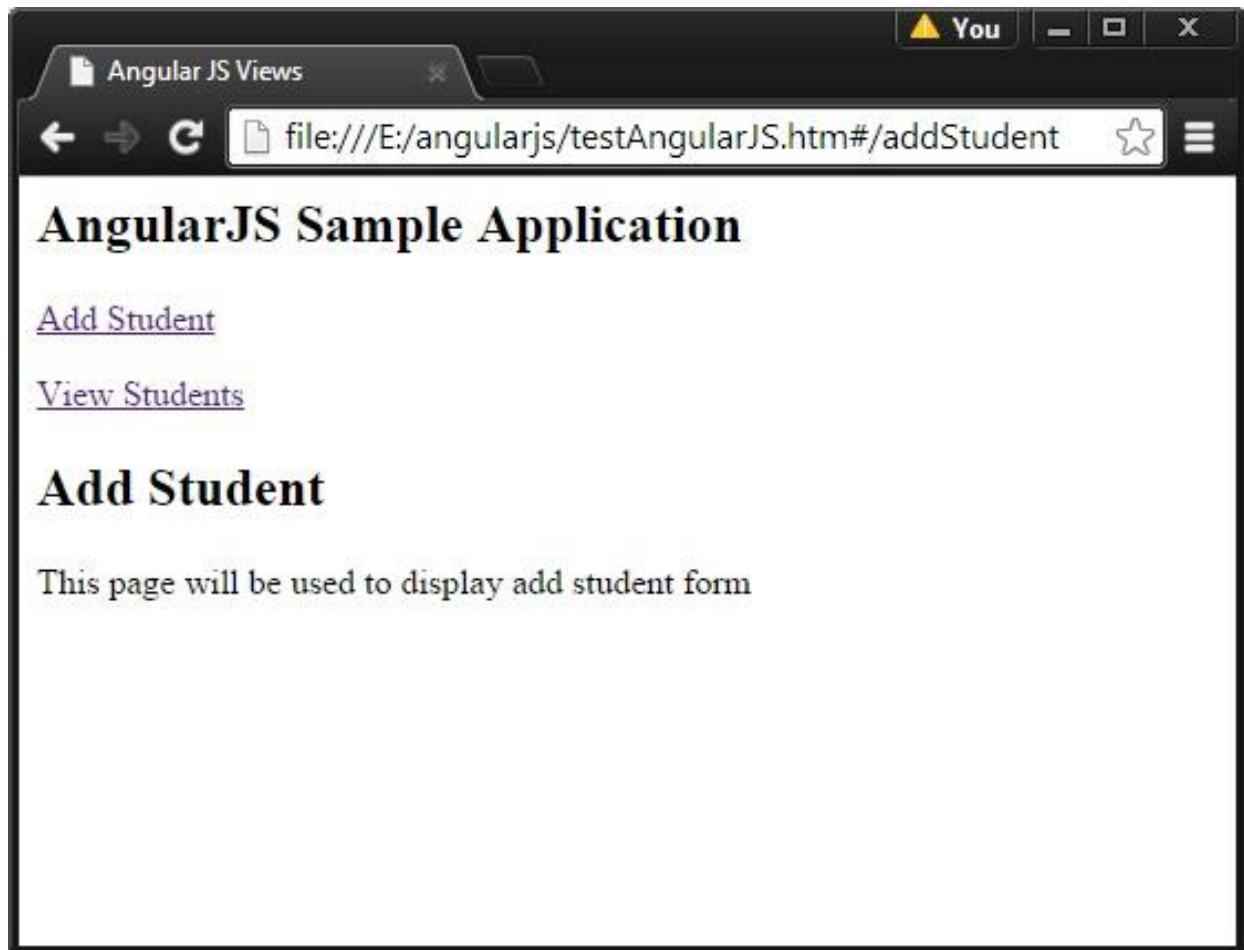 You
Angular JS Views
file:///E:/angularjs/testAngularJS.htm#/addStudent
AngularJS Sample Application
Add Student
View Students
Add Student
This page will be used to display add student form